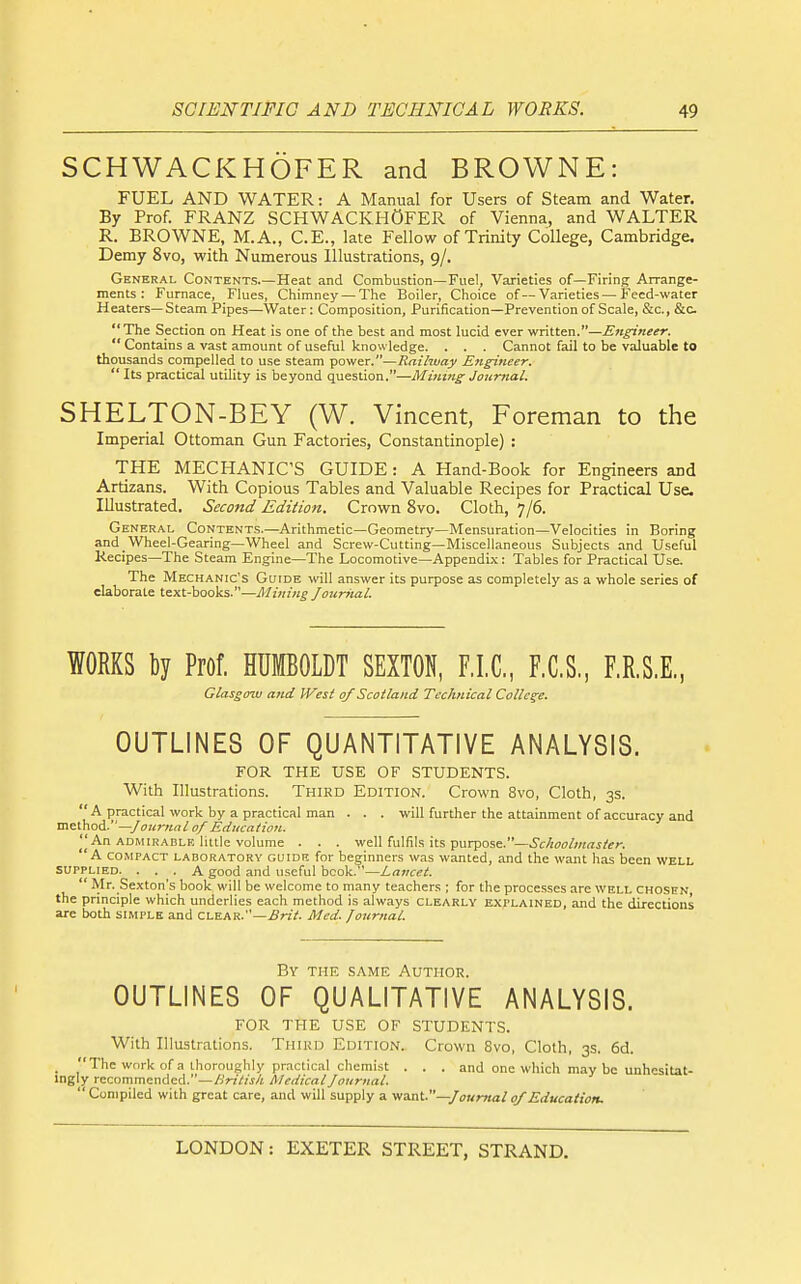 SCIENTIFIC AND TECHNICAL WORKS. 49
SCHWACKHÖFER and BROWNE:
FUEL AND WATER: A Manual for Users of Steam and Water.
By Prof. FRANZ SCHWACKHÖFER of Vienna, and WALTER
R. BROWNE, M.A., C.E., late Fellow of Trinity College, Cambridge.
Demy 8vo, with Numerous Illustrations, 9/.
GENERAL CONTENTS.—Heat and Combustion—Fuel, Varieties of—Firing Arrange-
ments: Furnace, Flues, Chimney — The Boiler, Choice of — Varieties — Feed-water
Heaters—Steam Pipes—Water: Composition, Purification—Prevention of Scale, &c., &c.
"The Section on Heat is one of the best and most lucid ever written."—Engineer.
"Contains a vast amount of useful knowledge. . . . Cannot fail to be valuable to
thousands compelled to use steam power."—Railway Engineer.
"Its practical utility is beyond question."—Mining Journal.
SHELTON-BEY (W. Vincent, Foreman to the
Imperial Ottoman Gun Factories, Constantinople) :
THE MECHANIC'S GUIDE: A Hand-Book for Engineers and
Artizans. With Copious Tables and Valuable Recipes for Practical Use.
Illustrated. Second Edition. Crown 8vo. Cloth, 7/6.
GENERAL CONTENTS.—Arithmetic—Geometry—Mensuration—Velocities in Boring
and Wheel-Gearing—Wheel and Screw-Cutting—Miscellaneous Subjects and Useful
Recipes—The Steam Engine—The Locomotive—Appendix: Tables for Practical Use.
The MECHANIC'S GUIDE will answer its purpose as completely as a whole series of
elaborate text-books."—Mining Journal.
WORKS by Prof. HUMBOLDT SEXTON, F.I.C., F.C.S., F.R.S.E.,
Glasgow and West of Scotland Technical College.
OUTLINES OF QUANTITATIVE ANALYSIS.
FOR THE USE OF STUDENTS.
With Illustrations. THIRD EDITION. Crown 8vo, Cloth, 3s.
"A practical work by a practical man . . . will further the attainment of accuracy and
method."—Journal of Education.
"An ADMIRABLE little volume . . . well fulfils its purpose."—Schoolmaster.
"A COMPACT LABORATORY GUIDE for beginners was wanted, and the want has been WELL
SUPPLIED. . . . A good and useful book."—Lancet.
"Mr. Sexton's book will be welcome to many teachers ; for the processes are WELL CHOSEN,
the principle which underlies each method is always CLEARLY EXPLAINED, and the directions
are both SIMPLE and CLEAR."—Brit. Med. Journal.
BY THE SAME AUTHOR.
OUTLINES OF QUALITATIVE ANALYSIS.
FOR THE USE OF STUDENTS.
With Illustrations. THIRD EDITION. Crown 8vo, Cloth, 3s. 6d.
"The work of a thoroughly practical chemist . . . and one which may be unhesitat-
ingly recommended."—British Medical Journal.
"Compiled with great care, and will supply a want."—Journal of Education.
LONDON: EXETER STREET, STRAND.